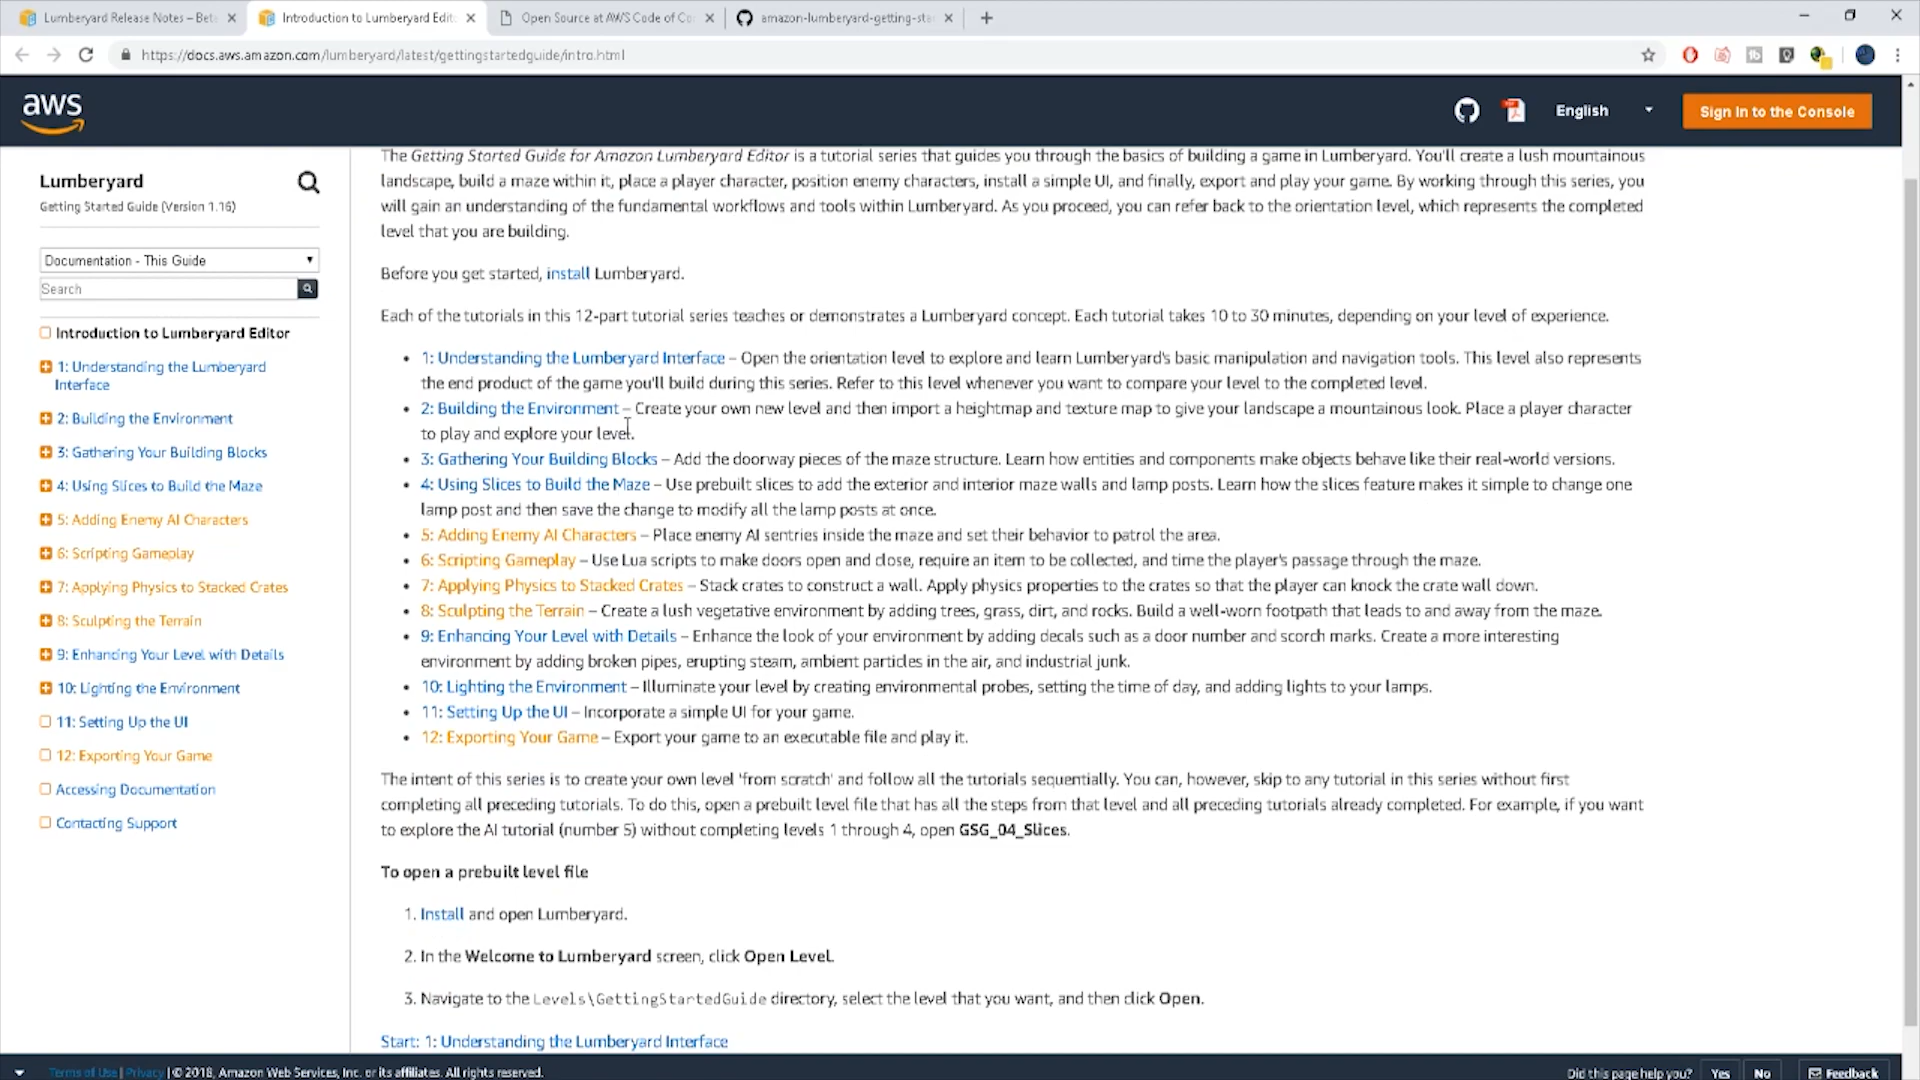 Lumberyard Release Notes – Bet
Introduction to Lumberyard Edit
Open Source at AWS Code of Co
amazon-lumberyard-getting-sta
https://docs.aws.amazon.com/lumberyard/latest/gettingstartedguide/intro.html
aws
English
Sign In to the Console
Lumberyard
Getting Started Guide (Version 1.16)
Documentation - This Guide
Search
Introduction to Lumberyard Editor
1: Understanding the Lumberyard
Interface
2: Building the Environment
3: Gathering Your Building Blocks
4: Using Slices to Build the Maze
5: Adding Enemy AI Characters
6: Scripting Gameplay
7: Applying Physics to Stacked Crates
8: Sculpting the Terrain
9: Enhancing Your Level with Details
10: Lighting the Environment
11: Setting Up the UI
12: Exporting Your Game
Accessing Documentation
Contacting Support
The Getting Started Guide for Amazon Lumberyard Editor is a tutorial series that guides you through the basics of building a game in Lumberyard. You'll create a lush mountainous
landscape, build a maze within it, place a player character, position enemy characters, install a simple UI, and finally, export and play your game. By working through this series, you
will gain an understanding of the fundamental workflows and tools within Lumberyard. As you proceed, you can refer back to the orientation level, which represents the completed
level that you are building.
Before you get started, install Lumberyard.
Each of the tutorials in this 12-part tutorial series teaches or demonstrates a Lumberyard concept. Each tutorial takes 10 to 30 minutes, depending on your level of experience.
• 1: Understanding the Lumberyard Interface – Open the orientation level to explore and learn Lumberyard's basic manipulation and navigation tools. This level also represents
the end product of the game you'll build during this series. Refer to this level whenever you want to compare your level to the completed level.
• 2: Building the Environment – Create your own new level and then import a heightmap and texture map to give your landscape a mountainous look. Place a player character
to play and explore your level.
• 3: Gathering Your Building Blocks – Add the doorway pieces of the maze structure. Learn how entities and components make objects behave like their real-world versions.
• 4: Using Slices to Build the Maze – Use prebuilt slices to add the exterior and interior maze walls and lamp posts. Learn how the slices feature makes it simple to change one
lamp post and then save the change to modify all the lamp posts at once.
• 5: Adding Enemy AI Characters – Place enemy AI sentries inside the maze and set their behavior to patrol the area.
• 6: Scripting Gameplay – Use Lua scripts to make doors open and close, require an item to be collected, and time the player's passage through the maze.
• 7: Applying Physics to Stacked Crates – Stack crates to construct a wall. Apply physics properties to the crates so that the player can knock the crate wall down.
• 8: Sculpting the Terrain – Create a lush vegetative environment by adding trees, grass, dirt, and rocks. Build a well-worn footpath that leads to and away from the maze.
• 9: Enhancing Your Level with Details – Enhance the look of your environment by adding decals such as a door number and scorch marks. Create a more interesting
environment by adding broken pipes, erupting steam, ambient particles in the air, and industrial junk.
• 10: Lighting the Environment – Illuminate your level by creating environmental probes, setting the time of day, and adding lights to your lamps.
• 11: Setting Up the UI – Incorporate a simple UI for your game.
• 12: Exporting Your Game – Export your game to an executable file and play it.
The intent of this series is to create your own level 'from scratch' and follow all the tutorials sequentially. You can, however, skip to any tutorial in this series without first
completing all preceding tutorials. To do this, open a prebuilt level file that has all the steps from that level and all preceding tutorials already completed. For example, if you want
to explore the AI tutorial (number 5) without completing levels 1 through 4, open GSG_04_Slices.
To open a prebuilt level file
1. Install and open Lumberyard.
2. In the Welcome to Lumberyard screen, click Open Level.
3. Navigate to the Levels\GettingStartedGuide directory, select the level that you want, and then click Open.
Start: 1: Understanding the Lumberyard Interface
Terms of Use | Privacy | © 2018, Amazon Web Services, Inc. or its affiliates. All rights reserved.
Did this page help you?
Yes
No
Feedback